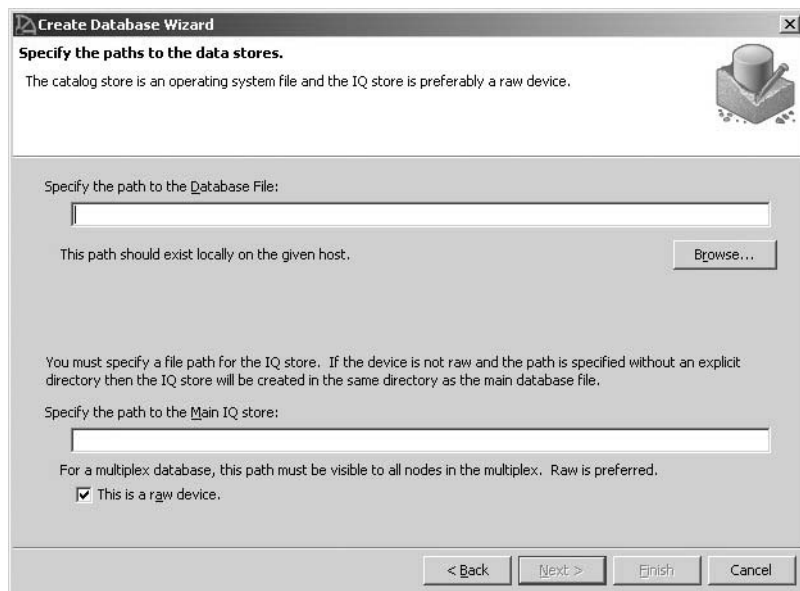 Create Database Wizard
Specify the paths to the data stores.
The catalog store is an operating system file and the IQ store is preferably a raw device.
Specify the path to the Database File:
This path should exist locally on the given host.
Browse...
You must specify a file path for the IQ store. If the device is not raw and the path is specified without an explicit
directory then the IQ store will be created in the same directory as the main database file.
Specify the path to the Main IQ store:
For a multiplex database, this path must be visible to all nodes in the multiplex. Raw is preferred.
This is a raw device.
< Back Next > Finish Cancel